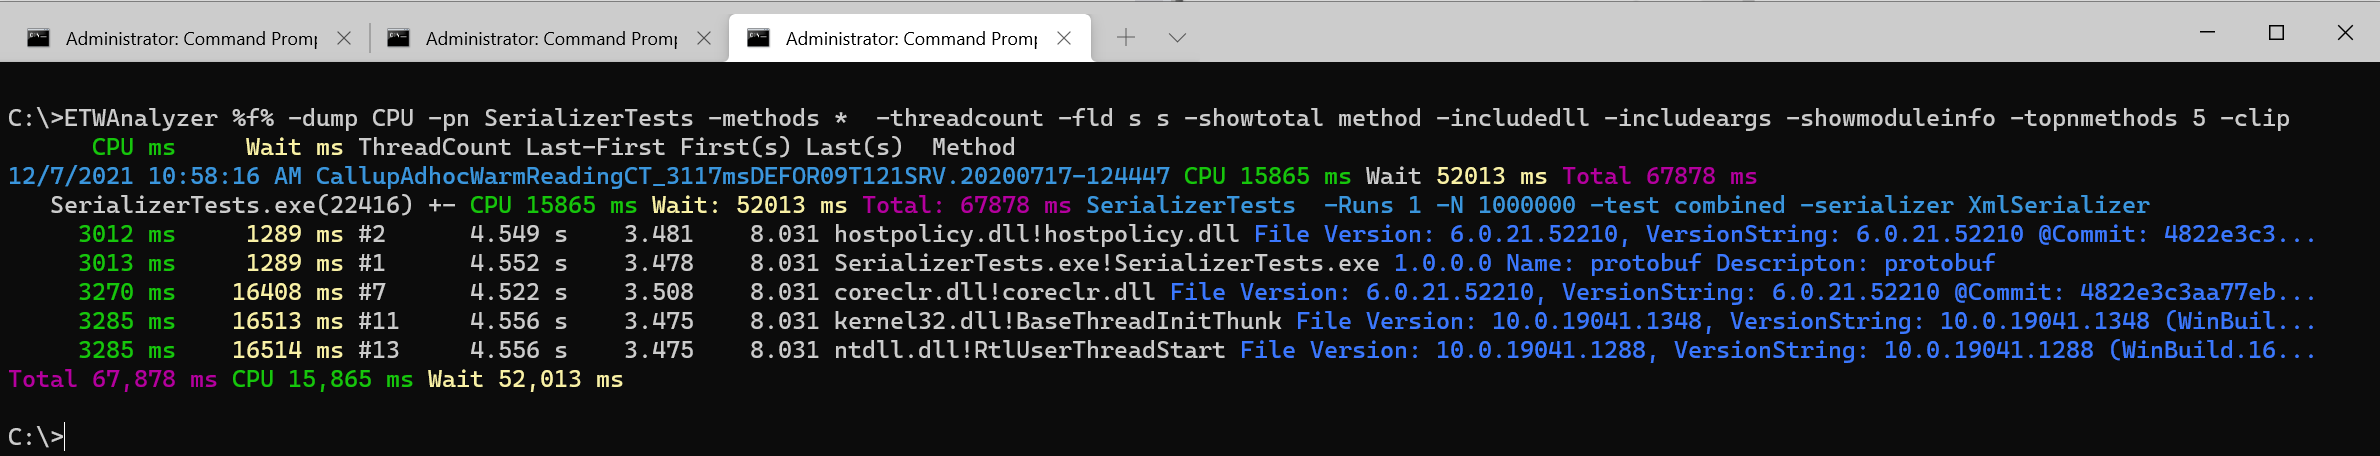 Administrator: Command Promp Administrator: Command Promp Administrator: Command Promp
C:\>ETWAnalyzer %f% -dump CPU -pn SerializerTests -methods *  -threadcount -fld s s -showtotal method -includedll -includeargs -showmoduleinfo -topnmethods 5 -clip
CPU ms     Wait ms ThreadCount Last-First First(s) Last(s)  Method
12/7/2021 10:58:16 AM CallupAdhocWarmReadingCT_3117msDEFOR09T121SRV.20200717-124447 CPU 15865 ms Wait 52013 ms Total 67878 ms
SerializerTests.exe(22416) +- CPU 15865 ms Wait: 52013 ms Total: 67878 ms SerializerTests  -Runs 1 -N 1000000 -test combined -serializer XmlSerializer
3012 ms     1289 ms #2      4.549 s    3.481    8.031 hostpolicy.dll!hostpolicy.dll File Version: 6.0.21.52210, VersionString: 6.0.21.52210 @Commit: 4822e3c3...
3013 ms     1289 ms #1      4.552 s    3.478    8.031 SerializerTests.exe!SerializerTests.exe 1.0.0.0 Name: protobuf Descripton: protobuf
3270 ms    16408 ms #7      4.522 s    3.508    8.031 coreclr.dll!coreclr.dll File Version: 6.0.21.52210, VersionString: 6.0.21.52210 @Commit: 4822e3c3aa77eb...
3285 ms    16513 ms #11     4.556 s    3.475    8.031 kernel32.dll!BaseThreadInitThunk File Version: 10.0.19041.1348, VersionString: 10.0.19041.1348 (WinBuil...
3285 ms    16514 ms #13     4.556 s    3.475    8.031 ntdll.dll!RtlUserThreadStart File Version: 10.0.19041.1288, VersionString: 10.0.19041.1288 (WinBuild.16...
Total 67,878 ms CPU 15,865 ms Wait 52,013 ms
C:\>